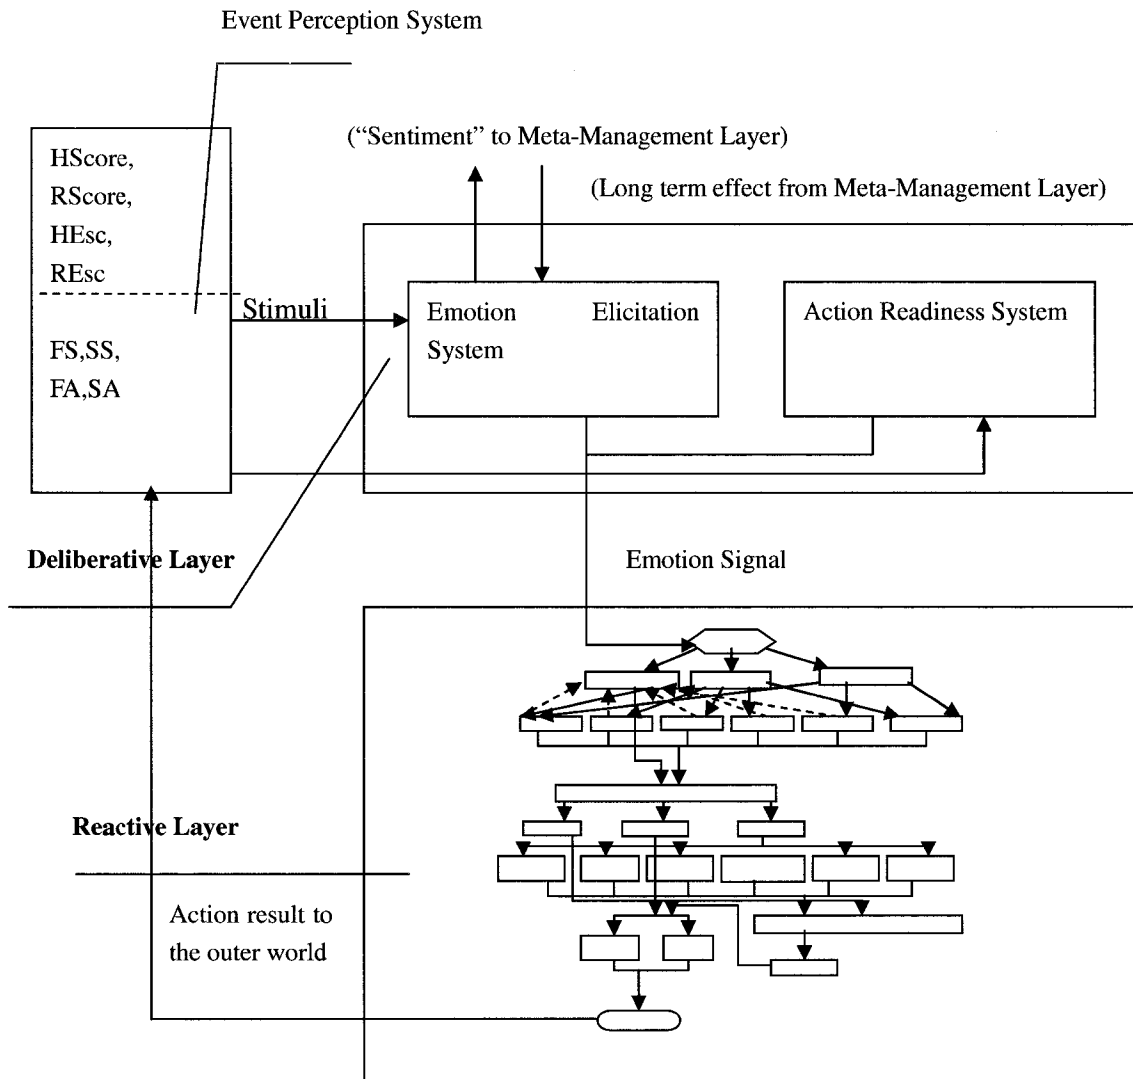 Event Perception System
(“Sentiment” to Meta-Management Layer)
(Long term effect from Meta-Management Layer)
HScore,
RScore,
HEsc,
REsc
FS,SS,
FA,SA
Stimuli
Emotion Elicitation
System
Action Readiness System
Deliberative Layer
Emotion Signal
Reactive Layer
Action result to
the outer world